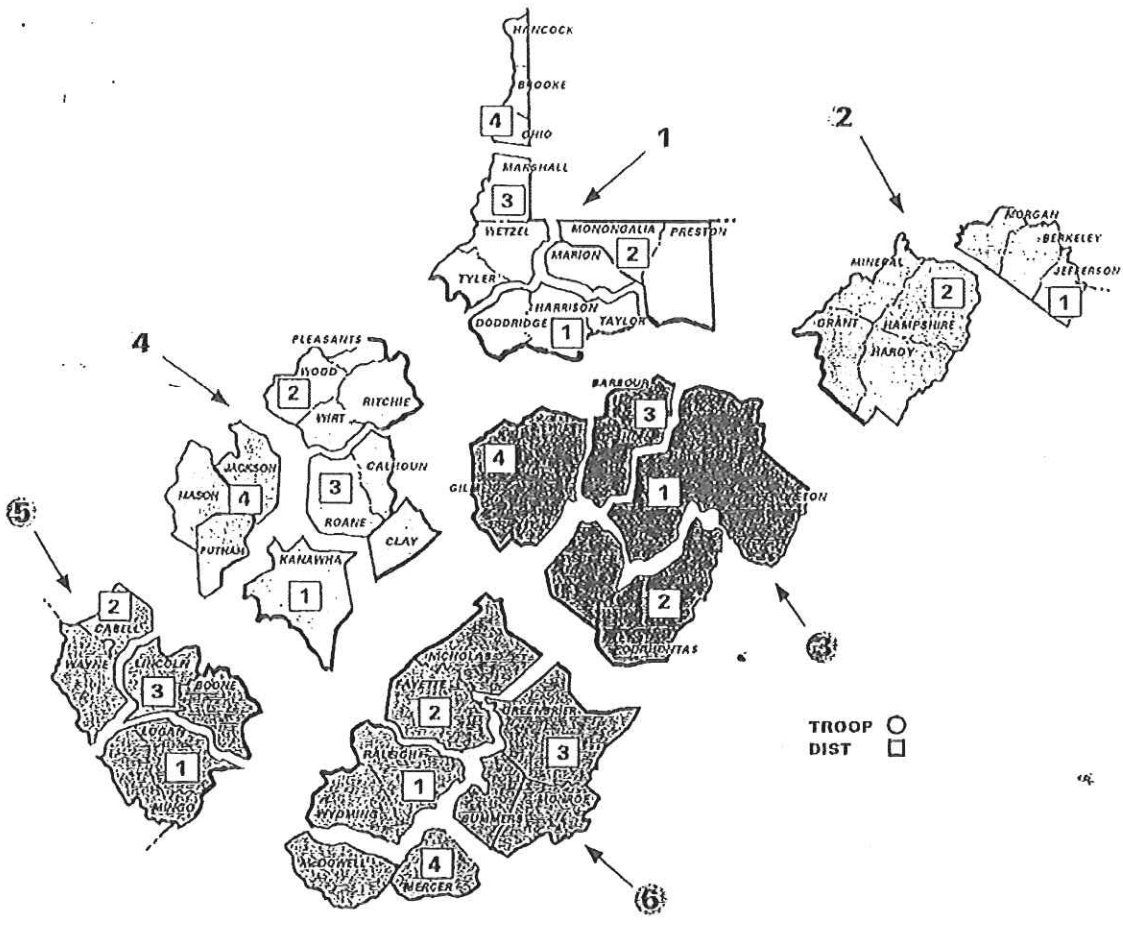 HANCOCK
BROOKE
4
OHIO
1
2
MARSHALL
3
WETZEL
MONONGALIA
PRESTON
MARION
2
TYLER
HARRISON
DODDRIDGE
1
TAYLOR
MORGAN
BERKELEY
MINERAL
JEFFERSON
2
1
GRANT
HAMPSHIRE
HARDY
4
PLEASANTS
WOOD
2
RITCHIE
WIRT
BARBOUR
3
4
1
JACKSON
CALHOUN
MASON
4
3
ROANE
PUTNAM
CLAY
KANAWHA
1
2
POCAHONTAS
3
5
2
CABELL
WAYNE
LINCOLN
3
BOONE
LOGAN
1
MINGO
NICHOLAS
FAYETTE
2
GREENBRIER
3
RALEIGH
1
WYOMING
MONROE
SUMMERS
MCDOWELL
4
MERCER
6
TROOP
DIST